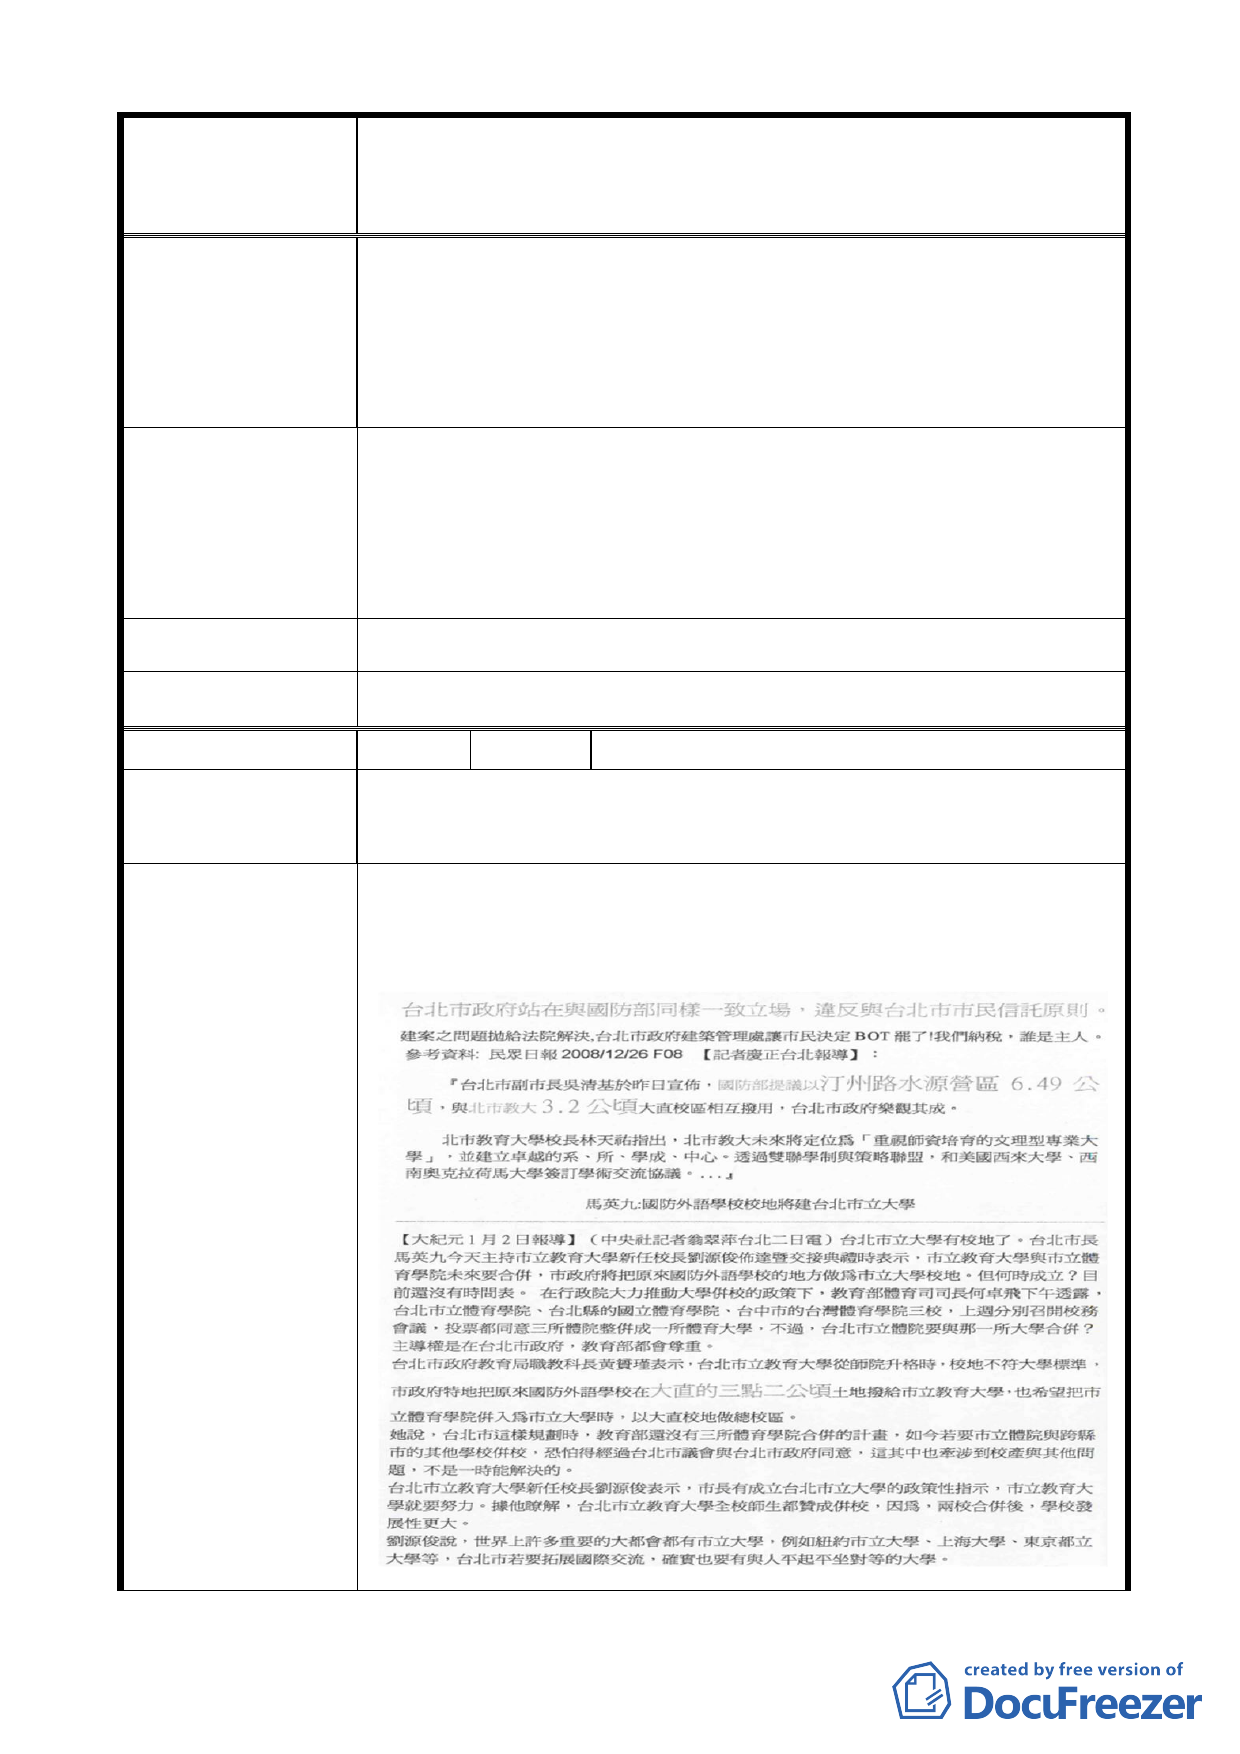 台北市政府站在與國防部同樣一致立場，違反與台北市市民信託原則。
建案之問題拋給法院解決,台北市政府建築管理處讓市民決定 BOT 罷了!我們納稅，誰是主人。
參考資料: 民眾日報 2008/12/26 F08 【記者慶正台北報導】：
『台北市副市長吳清基於昨日宣佈，國防部提議以汀州路水源營區 6.49 公
頃，與北市教大 3.2 公頃大直校區相互撥用，台北市政府樂觀其成。
北市教育大學校長林天祐指出，北市教大未來將定位爲「重視師資培育的文理型專業大
學」，並建立卓越的系、所、學成、中心。透過雙聯學制與策略聯盟，和美國西來大學、西
南奧克拉荷馬大學簽訂學術交流協議。...』
馬英九:國防外語學校校地將建台北市立大學
【大紀元1月2日報導】（中央社記者翁翠萍台北二日電）台北市立大學有校地了。台北市長
馬英九今天主持市立教育大學新任校長劉源俊佈達暨交接典禮時表示，市立教育大學與市立體
育學院未來要合併，市政府將把原來國防外語學校的地方做爲市立大學校地。但何時成立？目
前還沒有時間表。 在行政院大力推動大學併校的政策下，教育部體育司司長何卓飛下午透露，
台北市立體育學院、台北縣的國立體育學院、台中市的台灣體育學院三校，上週分別召開校務
會議，投票都同意三所體院整併成一所體育大學，不過，台北市立體院要與那一所大學合併？
主導權是在台北市政府，教育部都會尊重。
台北市政府教育局職教科長黃贇瑾表示，台北市立教育大學從師院升格時，校地不符大學標準，
市政府特地把原來國防外語學校在大直的三點二公頃土地撥給市立教育大學，也希望把市
立體育學院併入爲市立大學時，以大直校地做總校區。
她說，台北市這樣規劃時，教育部還沒有三所體育學院合併的計畫，如今若要市立體院與跨縣
市的其他學校併校，恐怕得經過台北市議會與台北市政府同意，這其中也牽涉到校產與其他問
題，不是一時能解決的。
台北市立教育大學新任校長劉源俊表示，市長有成立台北市立大學的政策性指示，市立教育大
學就要努力。據他瞭解，台北市立教育大學全校師生都贊成併校，因爲，兩校合併後，學校發
展性更大。
劉源俊說，世界上許多重要的大都會都有市立大學，例如紐約市立大學、上海大學、東京都立
大學等，台北市若要拓展國際交流，確實也要有與人平起平坐對等的大學。
created by free version of
DocuFreezer